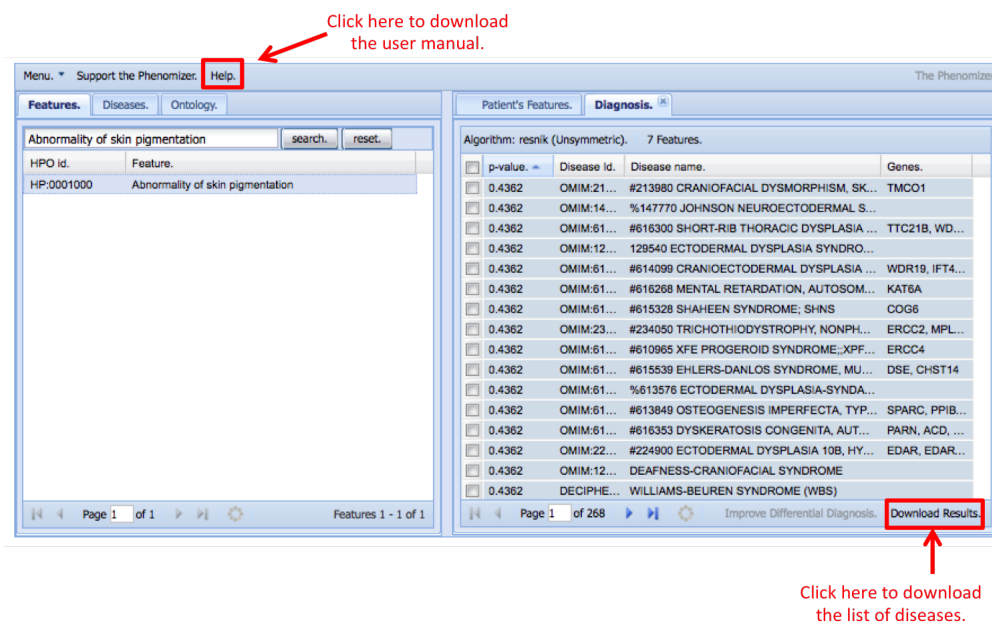 Click here to download
the user manual.
Menu. Support the Phenomizer. Help. The Phenomizer
Features. Diseases. Ontology. Patient's Features. Diagnosis.
Abnormality of skin pigmentation search. reset. Algorithm: resnik (Unsymmetric). 7 Features.
HPO id. Feature. p-value. Disease Id. Disease name. Genes.
HP:0001000 Abnormality of skin pigmentation 0.4362 OMIM:21... #213980 CRANIOFACIAL DYSMORPHISM, SK... TMCO1
0.4362 OMIM:14... %147770 JOHNSON NEUROECTODERMAL S...
0.4362 OMIM:61... #616300 SHORT-RIB THORACIC DYSPLASIA ... TTC21B, WD...
0.4362 OMIM:12... 129540 ECTODERMAL DYSPLASIA SYNDRO...
0.4362 OMIM:61... #614099 CRANIOECTODERMAL DYSPLASIA ... WDR19, IFT4...
0.4362 OMIM:61... #616268 MENTAL RETARDATION, AUTOSOM... KAT6A
0.4362 OMIM:61... #615328 SHAHEEN SYNDROME; SHNS COG6
0.4362 OMIM:23... #234050 TRICHOTHIODYSTROPHY, NONPH... ERCC2, MPL...
0.4362 OMIM:61... #610965 XFE PROGEROID SYNDROME;;XPF... ERCC4
0.4362 OMIM:61... #615539 EHLERS-DANLOS SYNDROME, MU... DSE, CHST14
0.4362 OMIM:61... %613576 ECTODERMAL DYSPLASIA-SYNDA...
0.4362 OMIM:61... #613849 OSTEOGENESIS IMPERFECTA, TYP... SPARC, PPIB...
0.4362 OMIM:61... #616353 DYSKERATOSIS CONGENITA, AUT... PARN, ACD, ...
0.4362 OMIM:22... #224900 ECTODERMAL DYSPLASIA 10B, HY... EDAR, EDAR...
0.4362 OMIM:12... DEAFNESS-CRANIOFACIAL SYNDROME
0.4362 DECIPHE... WILLIAMS-BEUREN SYNDROME (WBS)
Page 1 of 1 Features 1 - 1 of 1 Page 1 of 268 Improve Differential Diagnosis. Download Results.
Click here to download
the list of diseases.